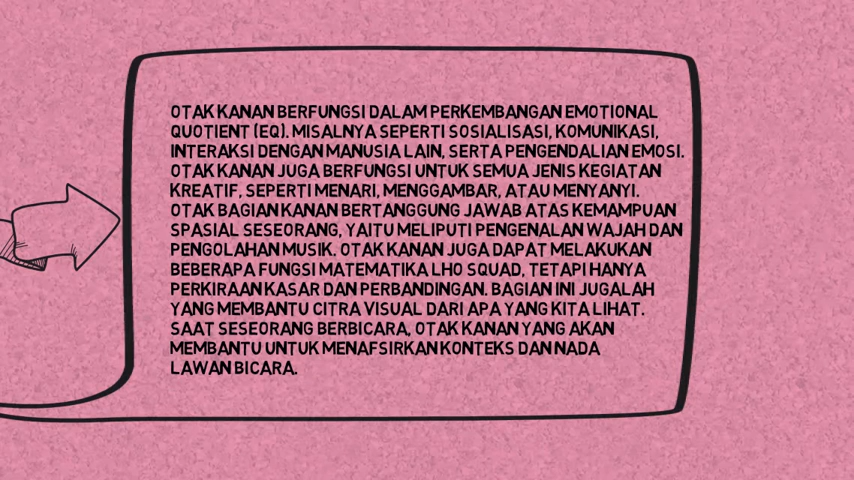 OTAK KANAN BERFUNGSI DALAM PERKEMBANGAN EMOTIONAL
QUOTIENT (EQ). MISALNYA SEPERTI SOSIALISASI, KOMUNIKASI,
INTERAKSI DENGAN MANUSIA LAIN, SERTA PENGENDALIAN EMOSI.
OTAK KANAN JUGA BERFUNGSI UNTUK SEMUA JENIS KEGIATAN
KREATIF, SEPERTI MENARI, MENGGAMBAR, ATAU MENYANYI.
OTAK BAGIAN KANAN BERTANGGUNG JAWAB ATAS KEMAMPUAN
SPASIAL SESEORANG, YAITU MELIPUTI PENGENALAN WAJAH DAN
PENGOLAHAN MUSIK. OTAK KANAN JUGA DAPAT MELAKUKAN
BEBERAPA FUNGSI MATEMATIKA LHO SQUAD, TETAPI HANYA
PERKIRAAN KASAR DAN PERBANDINGAN. BAGIAN INI JUGALAH
YANG MEMBANTU CITRA VISUAL DARI APA YANG KITA LIHAT.
SAAT SESEORANG BERBICARA, OTAK KANAN YANG AKAN
MEMBANTU UNTUK MENAFSIRKAN KONTEKS DAN NADA
LAWAN BICARA.